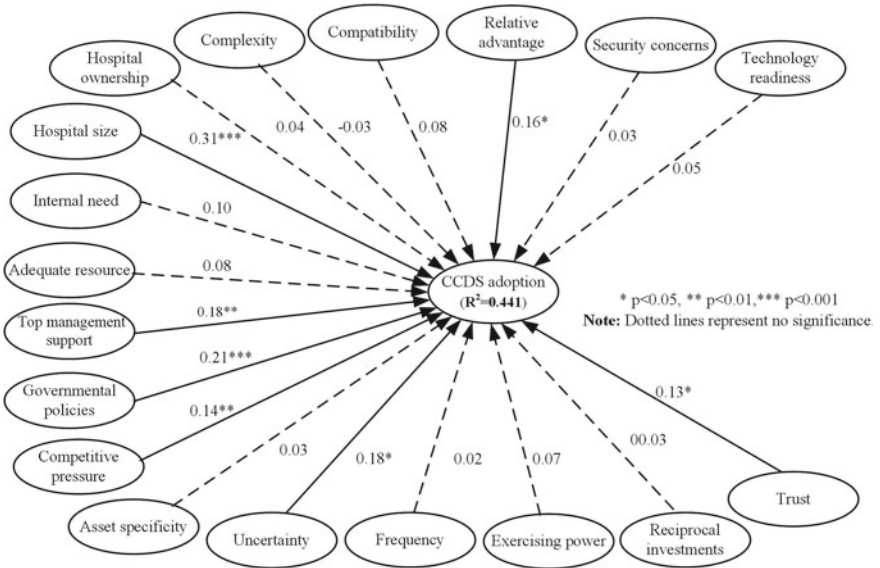 Relative
advantage
Compatibility
Complexity
Security concerns
Hospital
ownership
Technology
readiness
Hospital size
0.31***
0.04
-0.03
0.08
0.16*
0.03
0.05
Internal need
0.10
Adequate resource
0.08
CCDS adoption
(R²=0.441)
* p<0.05, ** p<0.01,*** p<0.001
Note: Dotted lines represent no significance.
Top management
support
0.18**
0.21***
Governmental
policies
0.14**
0.13*
Competitive
pressure
0.03
0.18*
0.02
0.07
00.03
Trust
Asset specificity
Uncertainty
Frequency
Exercising power
Reciprocal
investments